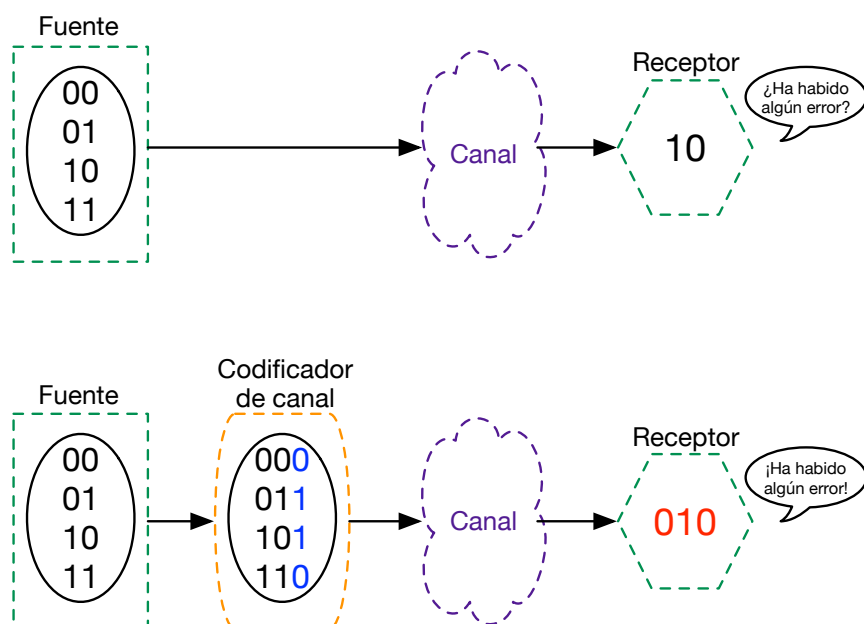 Fuente
00
01
10
11
Canal
Receptor
10
¿Ha habido
algún error?
Fuente
00
01
10
11
Codificador
de canal
000
011
101
110
Canal
Receptor
010
¡Ha habido
algún error!